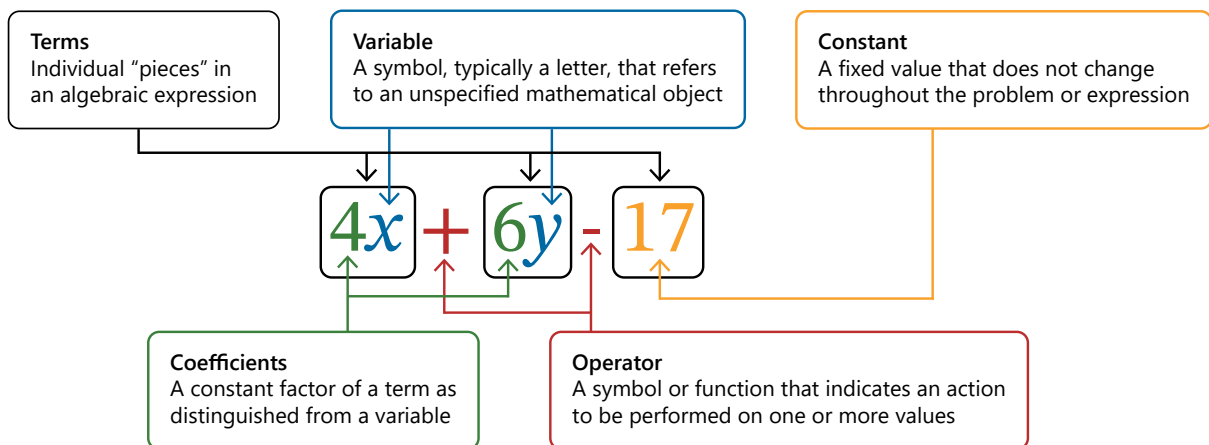 Terms
Individual “pieces” in
an algebraic expression
Variable
A symbol, typically a letter, that refers
to an unspecified mathematical object
Constant
A fixed value that does not change
throughout the problem or expression
4x + 6y - 17
Coefficients
A constant factor of a term as
distinguished from a variable
Operator
A symbol or function that indicates an action
to be performed on one or more values